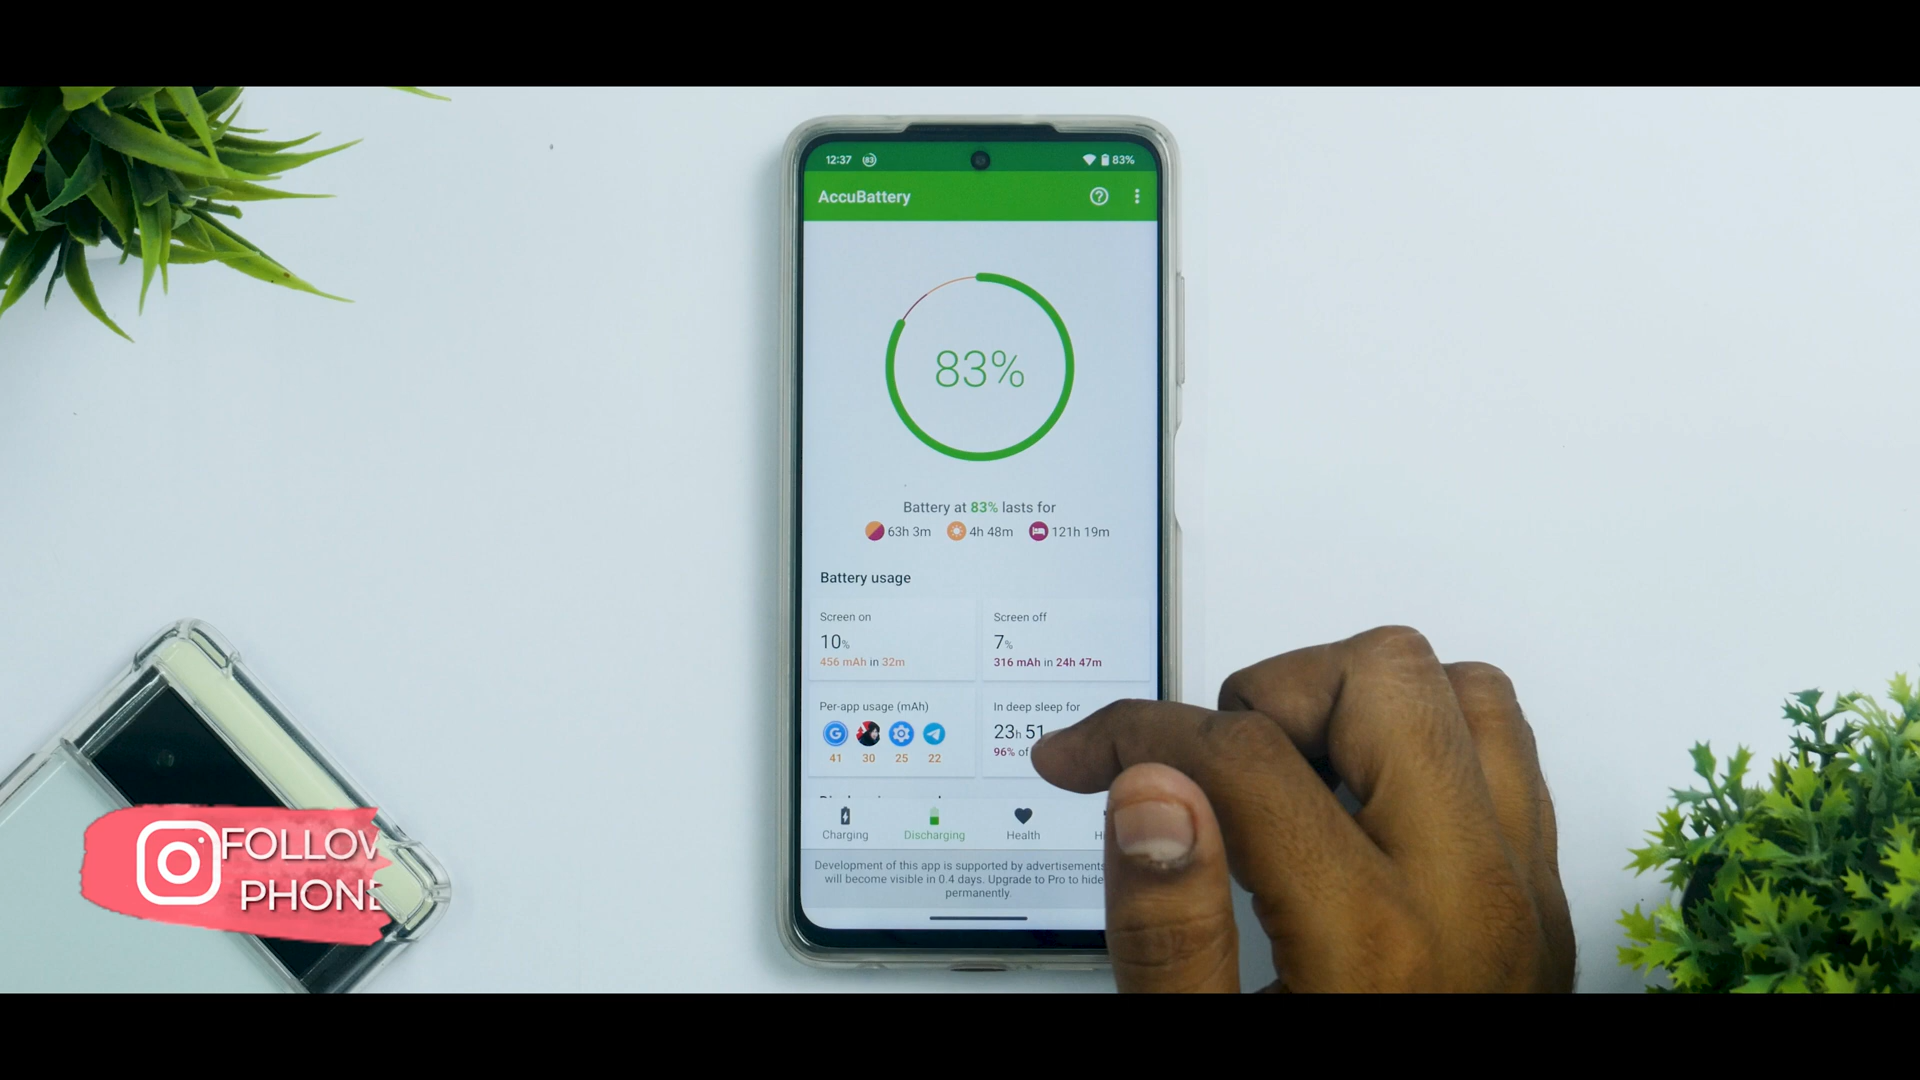 12:37 83 83%
AccuBattery
83%
Battery at 83% lasts for
63h 3m 4h 48m 121h 19m
Battery usage
Screen on
10%
456 mAh in 32m
Screen off
7%
316 mAh in 24h 47m
Per-app usage (mAh)
G
41 30 25 22
In deep sleep for
23h 51
96% of
Charging Discharging Health
Development of this app is supported by advertisements
will become visible in 0.4 days. Upgrade to Pro to hide
permanently.
FOLLOW
PHONE